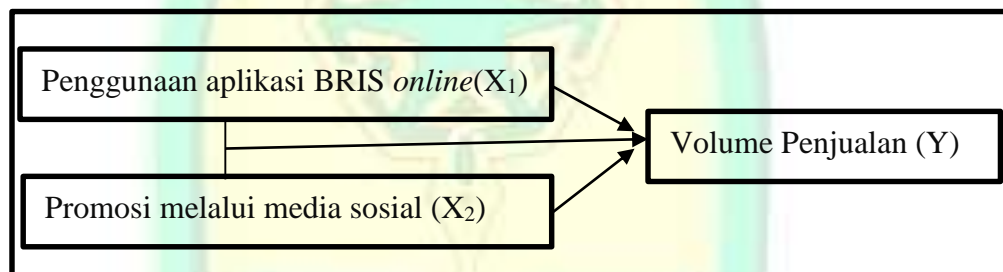 Penggunaan aplikasi BRIS online(X₁)
Volume Penjualan (Y)
Promosi melalui media sosial (X₂)